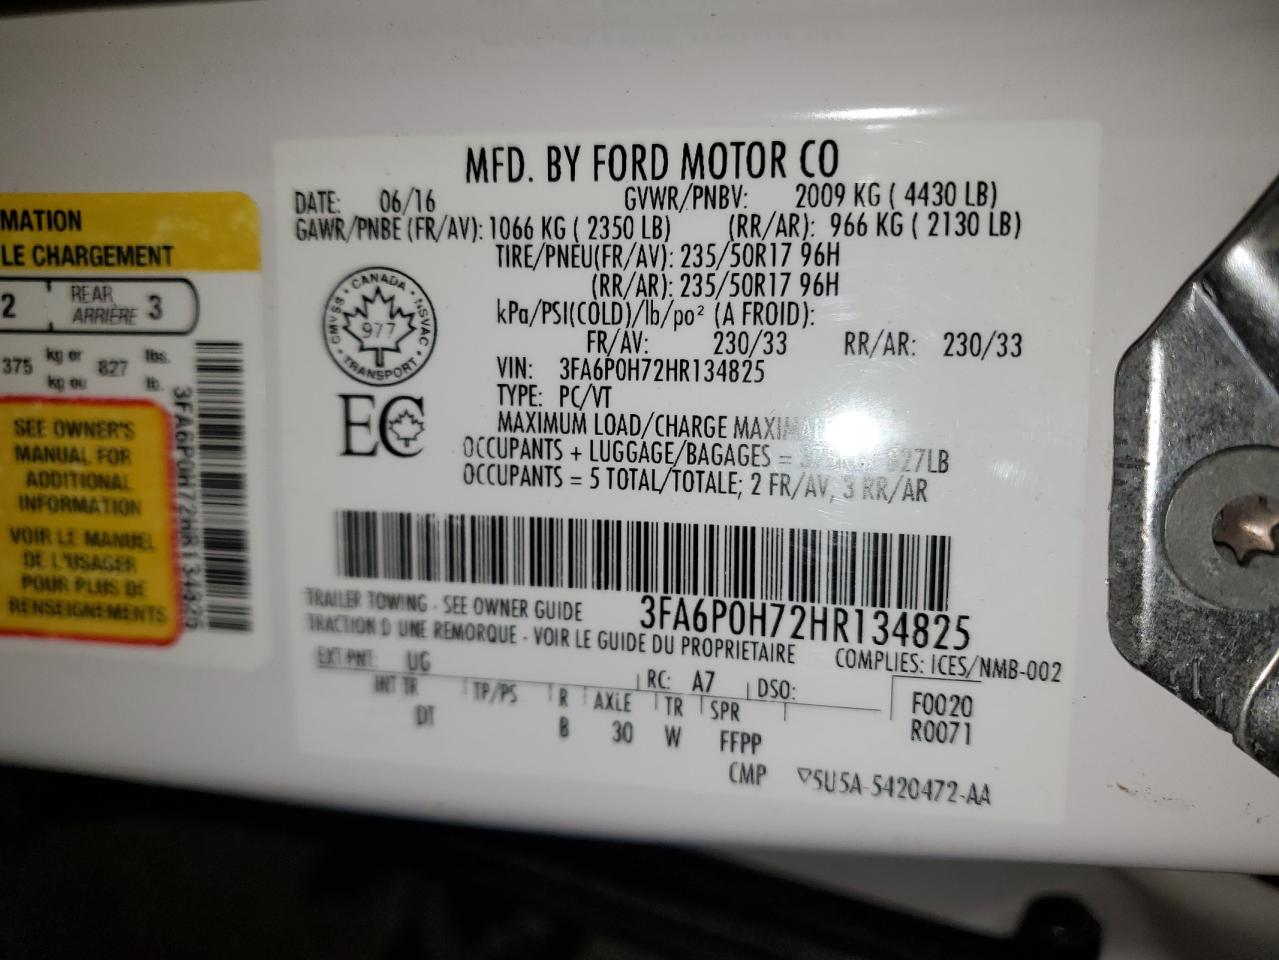 MFD. BY FORD MOTOR CO
DATE: 06/16 GVWR/PNBV: 2009 KG ( 4430 LB)
GAWR/PNBE (FR/AV): 1066 KG ( 2350 LB) (RR/AR): 966 KG ( 2130 LB)
TIRE/PNEU(FR/AV): 235/50R17 96H
(RR/AR): 235/50R17 96H
kPa/PSI(COLD)/lb/po² (A FROID):
FR/AV: 230/33 RR/AR: 230/33
VIN: 3FA6P0H72HR134825
TYPE: PC/VT
MAXIMUM LOAD/CHARGE
OCCUPANTS + LUGGAGE/BAGAGES =
OCCUPANTS = 5 TOTAL/TOTALE; 2 FR/AV, 3 RR/AR
CANADA
CMVSS NSVAC
977
TRANSPORT
EC
3FA6P0H72HR134825
TRAILER TOWING - SEE OWNER GUIDE
TRACTION D UNE REMORQUE - VOIR LE GUIDE DU PROPRIETAIRE
COMPLIES: ICES/NMB-002
EXT PNT: UG RC: A7 DSO: F0020
INT TR TP/PS R AXLE TR SPR R0071
DT B 30 W FFPP
CMP ▽5U5A-5420472-AA
MATION
LE CHARGEMENT
2 REAR
ARRIÈRE 3
375 kg or 827 lbs.
kg ou lb.
SEE OWNER'S
MANUAL FOR
ADDITIONAL
INFORMATION
VOIR LE MANUEL
DE L'USAGER
POUR PLUS DE
RENSEIGNEMENTS
3FA6P0H72HR134825